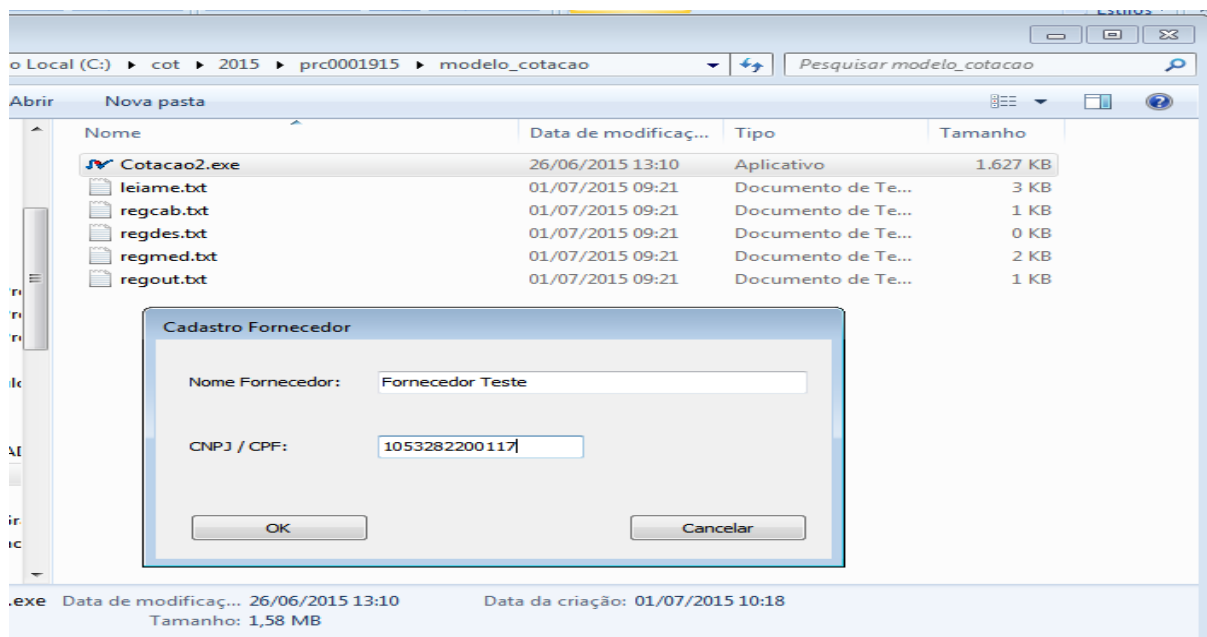 Estilos
o Local (C:) ▸ cot ▸ 2015 ▸ prc0001915 ▸ modelo_cotacao Pesquisar modelo_cotacao
Abrir Nova pasta
Nome Data de modificaç... Tipo Tamanho
Cotacao2.exe 26/06/2015 13:10 Aplicativo 1.627 KB
leiame.txt 01/07/2015 09:21 Documento de Te... 3 KB
regcab.txt 01/07/2015 09:21 Documento de Te... 1 KB
regdes.txt 01/07/2015 09:21 Documento de Te... 0 KB
regmed.txt 01/07/2015 09:21 Documento de Te... 2 KB
regout.txt 01/07/2015 09:21 Documento de Te... 1 KB
Cadastro Fornecedor
Nome Fornecedor: Fornecedor Teste
CNPJ / CPF: 1053282200117
OK Cancelar
.exe Data de modificaç... 26/06/2015 13:10 Data da criação: 01/07/2015 10:18
Tamanho: 1,58 MB